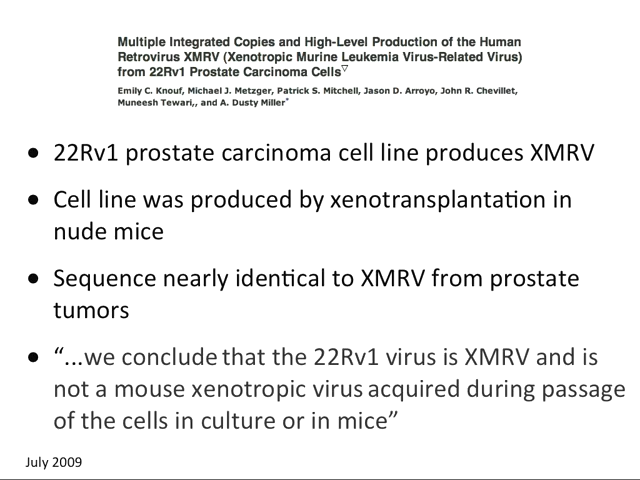 Multiple Integrated Copies and High-Level Production of the Human
Retrovirus XMRV (Xenotropic Murine Leukemia Virus-Related Virus)
from 22Rv1 Prostate Carcinoma Cells▽
Emily C. Knouf, Michael J. Metzger, Patrick S. Mitchell, Jason D. Arroyo, John R. Chevillet,
Muneesh Tewari,, and A. Dusty Miller*
• 22Rv1 prostate carcinoma cell line produces XMRV
• Cell line was produced by xenotransplantation in
nude mice
• Sequence nearly identical to XMRV from prostate
tumors
• “...we conclude that the 22Rv1 virus is XMRV and is
not a mouse xenotropic virus acquired during passage
of the cells in culture or in mice”
July 2009